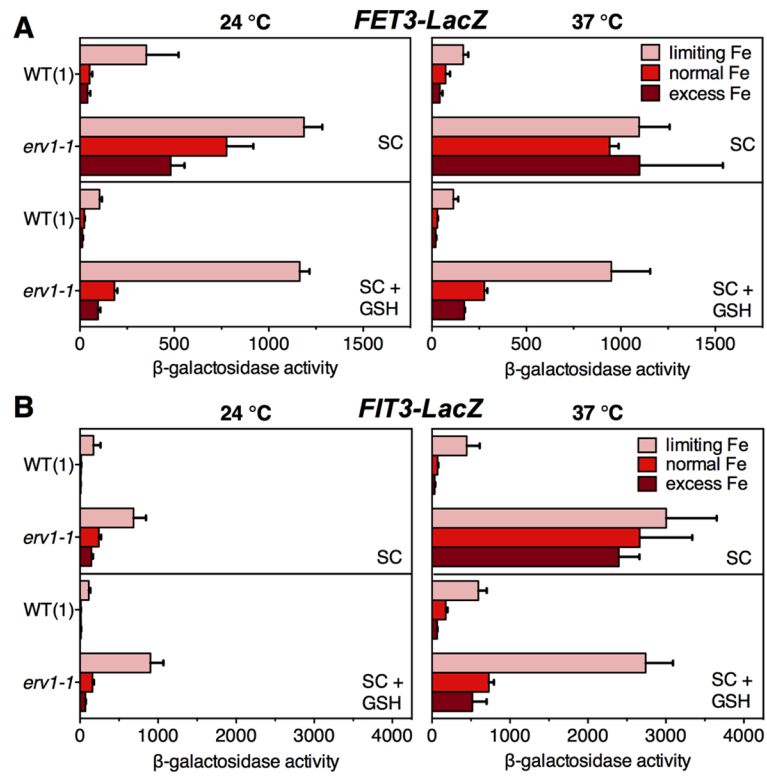 A
24 °C
FET3-LacZ
37 °C
WT(1)
erv1-1
SC
WT(1)
erv1-1
SC +
GSH
limiting Fe
normal Fe
excess Fe
SC
SC +
GSH
0 500 1000 1500
0 500 1000 1500
β-galactosidase activity
β-galactosidase activity
B
24 °C
FIT3-LacZ
37 °C
WT(1)
erv1-1
SC
WT(1)
erv1-1
SC +
GSH
limiting Fe
normal Fe
excess Fe
SC
SC +
GSH
0 1000 2000 3000 4000
0 1000 2000 3000 4000
β-galactosidase activity
β-galactosidase activity